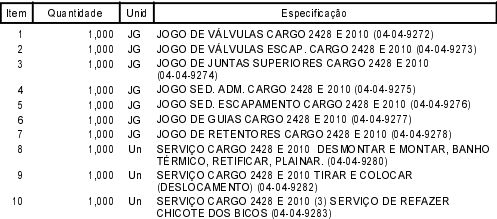 Item Quantidade Unid Especificação
1 1,000 JG JOGO DE VÁLVULAS CARGO 2428 E 2010 (04-04-9272)
2 1,000 JG JOGO DE VÁLVULAS ESCAP. CARGO 2428 E 2010 (04-04-9273)
3 1,000 JG JOGO DE JUNTAS SUPERIORES CARGO 2428 E 2010
(04-04-9274)
4 1,000 JG JOGO SED. ADM. CARGO 2428 E 2010 (04-04-9275)
5 1,000 JG JOGO SED. ESCAPAMENTO CARGO 2428 E 2010 (04-04-9276)
6 1,000 JG JOGO DE GUIAS CARGO 2428 E 2010 (04-04-9277)
7 1,000 JG JOGO DE RETENTORES CARGO 2428 E 2010 (04-04-9278)
8 1,000 Un SERVIÇO CARGO 2428 E 2010 DESMONTAR E MONTAR, BANHO
TÉRMICO, RETIFICAR, PLAINAR. (04-04-9280)
9 1,000 Un SERVIÇO CARGO 2428 E 2010 TIRAR E COLOCAR
(DESLOCAMENTO) (04-04-9282)
10 1,000 Un SERVIÇO CARGO 2428 E 2010 (3) SERVIÇO DE REFAZER
CHICOTE DOS BICOS (04-04-9283)